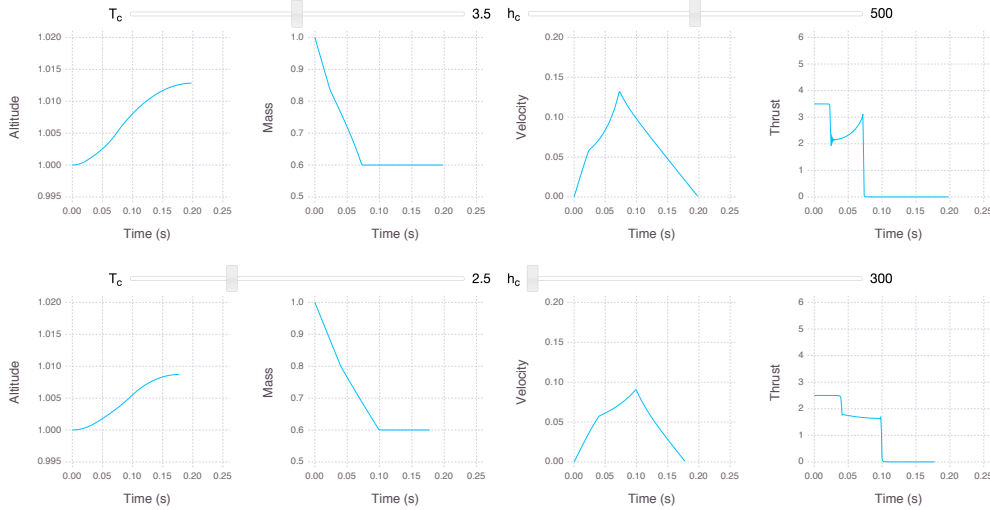 T_c 3.5 h_c 500
1.020 1.015 1.010 1.005 1.000 0.995
Altitude
0.00 0.05 0.10 0.15 0.20 0.25
Time (s)
1.0 0.9 0.8 0.7 0.6 0.5
Mass
0.00 0.05 0.10 0.15 0.20 0.25
Time (s)
0.20 0.15 0.10 0.05 0.00
Velocity
0.00 0.05 0.10 0.15 0.20 0.25
Time (s)
6 5 4 3 2 1 0
Thrust
0.00 0.05 0.10 0.15 0.20 0.25
Time (s)
T_c 2.5 h_c 300
1.020 1.015 1.010 1.005 1.000 0.995
Altitude
0.00 0.05 0.10 0.15 0.20 0.25
Time (s)
1.0 0.9 0.8 0.7 0.6 0.5
Mass
0.00 0.05 0.10 0.15 0.20 0.25
Time (s)
0.20 0.15 0.10 0.05 0.00
Velocity
0.00 0.05 0.10 0.15 0.20 0.25
Time (s)
6 5 4 3 2 1 0
Thrust
0.00 0.05 0.10 0.15 0.20 0.25
Time (s)